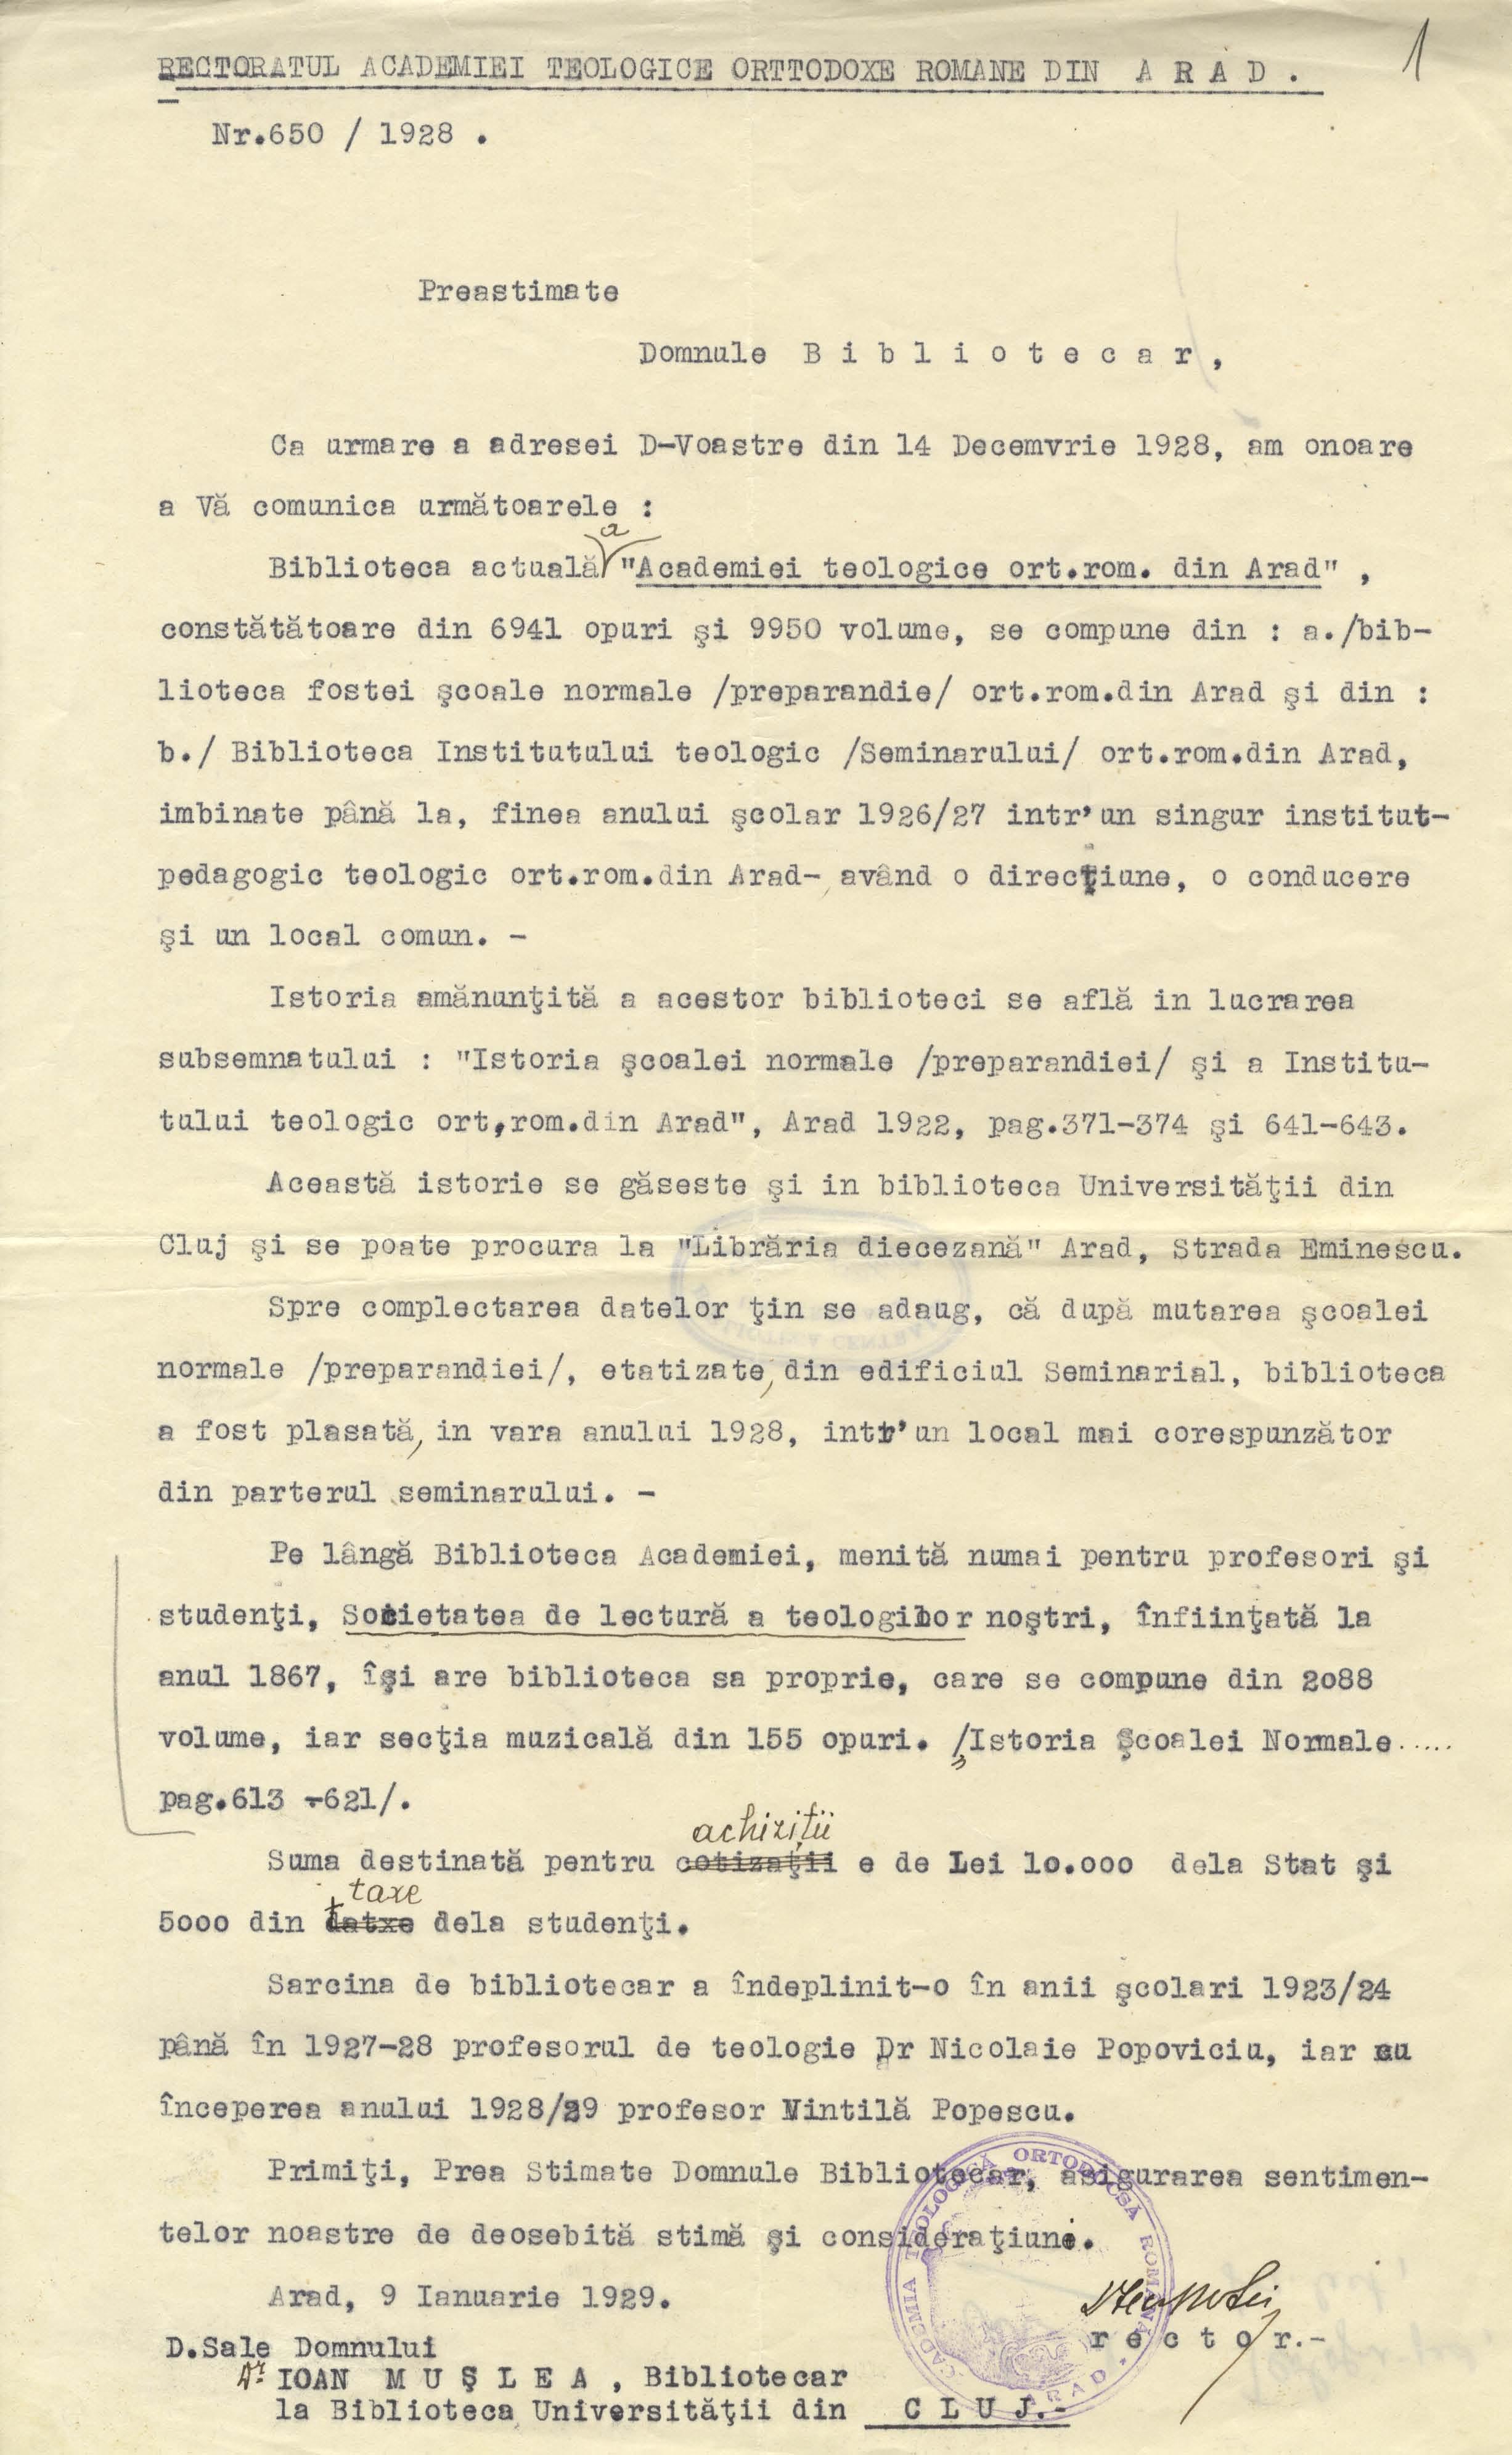 1
RECTORATUL ACADEMIEI TEOLOGICE ORTTODOXE ROMANE DIN A R A D .
Nr.650 / 1928 .
Preastimate
Domnule B i b l i o t e c a r ,
Ca urmare a adresei D-Voastre din 14 Decemvrie 1928, am onoare
a Vă comunica următoarele :
a
Biblioteca actuală "Academiei teologice ort.rom. din Arad" ,
constătătoare din 6941 opuri şi 9950 volume, se compune din : a./bib-
lioteca fostei şcoale normale /preparandie/ ort.rom.din Arad şi din :
b./ Biblioteca Institutului teologic /Seminarului/ ort.rom.din Arad,
imbinate până la, finea anului şcolar 1926/27 intr'un singur institut-
pedagogic teologic ort.rom.din Arad-, având o direcţiune, o conducere
şi un local comun. -
Istoria amănunţită a acestor biblioteci se află in lucrarea
subsemnatului : "Istoria şcoalei normale /preparandiei/ şi a Institu-
tului teologic ort,rom.din Arad", Arad 1922, pag.371-374 şi 641-643.
Această istorie se găseste şi in biblioteca Universităţii din
Cluj şi se poate procura la "Librăria diecezană" Arad, Strada Eminescu.
Spre complectarea datelor ţin se adaug, că după mutarea şcoalei
normale /preparandiei/, etatizate, din edificiul Seminarial, biblioteca
a fost plasată, in vara anului 1928, intr'un local mai corespunzător
din parterul seminarului. -
Pe lângă Biblioteca Academiei, menită numai pentru profesori şi
studenţi, Societatea de lectură a teologilor noştri, înfiinţată la
anul 1867, îşi are biblioteca sa proprie, care se compune din 2o88
volume, iar secţia muzicală din 155 opuri. /„Istoria Şcoalei Normale.....
pag.613 -621/.
achiziţii
Suma destinată pentru cotizaţii e de Lei 1o.ooo dela Stat şi
taxe
5ooo din datxe dela studenţi.
Sarcina de bibliotecar a îndeplinit-o în anii şcolari 1923/24
până în 1927-28 profesorul de teologie Dr Nicolaie Popoviciu, iar cu
începerea anului 1928/29 profesor Vintilă Popescu.
Primiţi, Prea Stimate Domnule Bibliotecar, asigurarea sentimen-
telor noastre de deosebită stimă şi consideraţiune.
Arad, 9 Ianuarie 1929.
r e c t o r.-
D.Sale Domnului
Dr. IOAN M U Ş L E A , Bibliotecar
la Biblioteca Universităţii din C L U J.-
ACADEMIA TEOLOGICĂ ORTODOXSĂ ROMÂNĂ ARAD